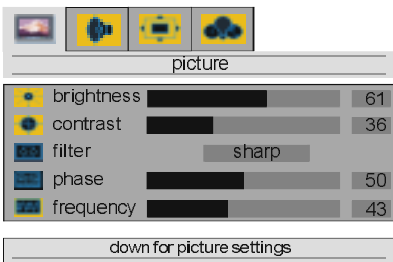 picture
brightness 61
contrast 36
filter sharp
phase 50
frequency 43
down for picture settings